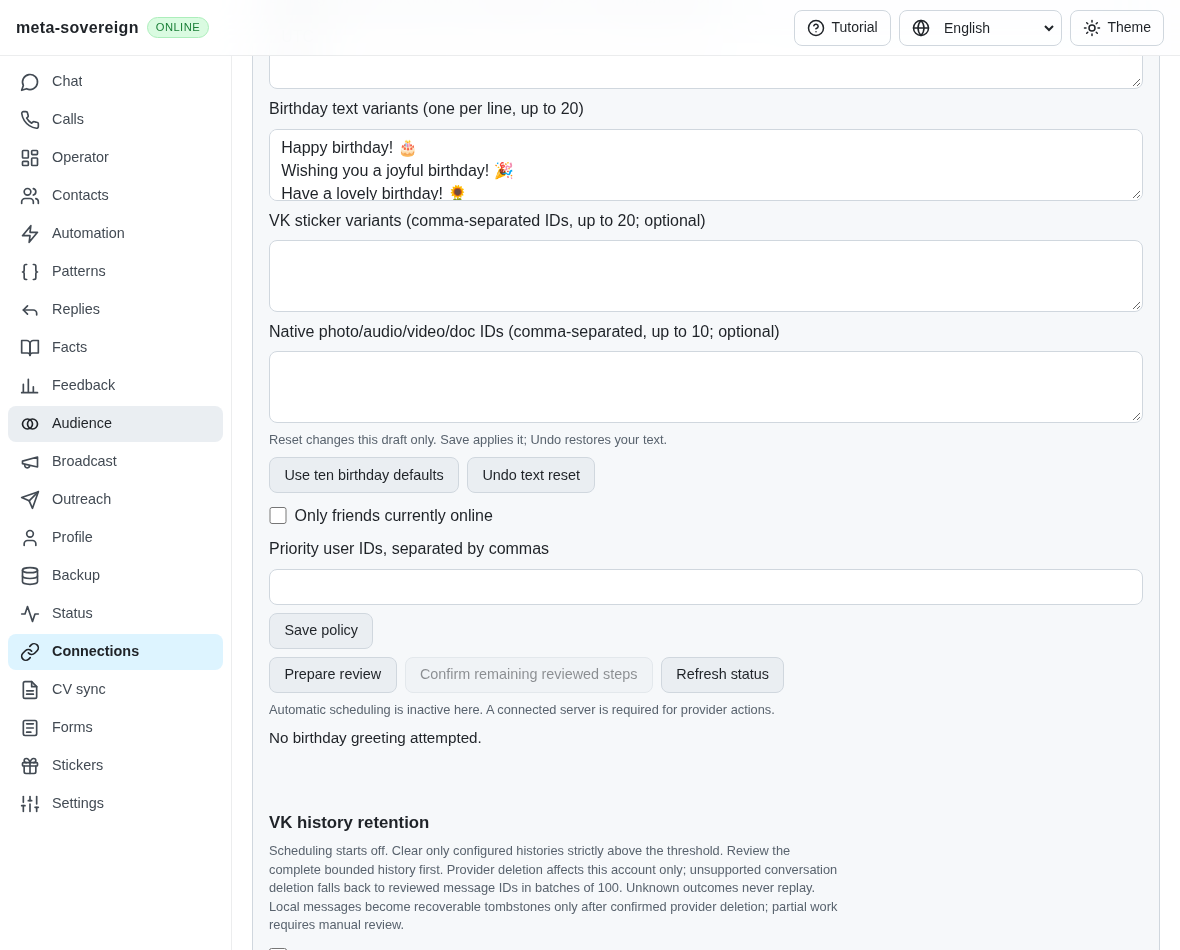 meta-sovereign ONLINE
Tutorial
English
Theme
Chat
Calls
Operator
Contacts
Automation
Patterns
Replies
Facts
Feedback
Audience
Broadcast
Outreach
Profile
Backup
Status
Connections
CV sync
Forms
Stickers
Settings
Birthday text variants (one per line, up to 20)
Happy birthday! 🎂
Wishing you a joyful birthday! 🎉
Have a lovely birthday! 🌻
VK sticker variants (comma-separated IDs, up to 20; optional)
Native photo/audio/video/doc IDs (comma-separated, up to 10; optional)
Reset changes this draft only. Save applies it; Undo restores your text.
Use ten birthday defaults
Undo text reset
Only friends currently online
Priority user IDs, separated by commas
Save policy
Prepare review
Confirm remaining reviewed steps
Refresh status
Automatic scheduling is inactive here. A connected server is required for provider actions.
No birthday greeting attempted.
VK history retention
Scheduling starts off. Clear only configured histories strictly above the threshold. Review the
complete bounded history first. Provider deletion affects this account only; unsupported conversation
deletion falls back to reviewed message IDs in batches of 100. Unknown outcomes never replay.
Local messages become recoverable tombstones only after confirmed provider deletion; partial work
requires manual review.